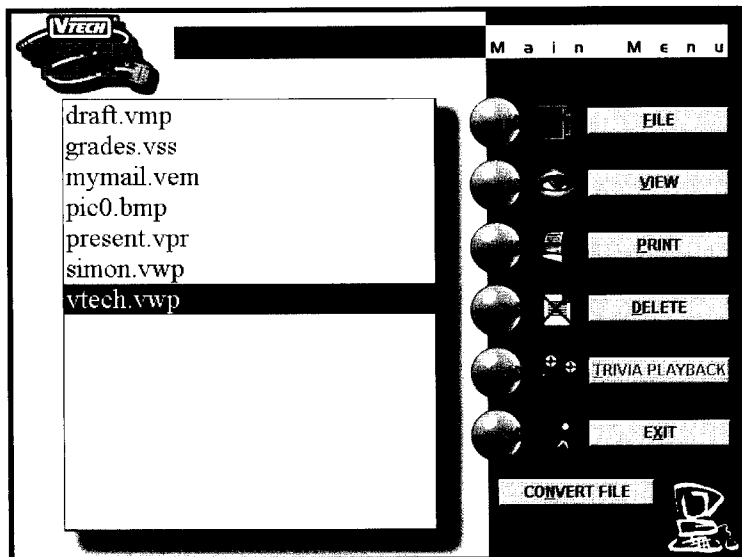 VTECH
Main Menu
draft.vmp
grades.vss
mymail.vem
pic0.bmp
present.vpr
simon.vwp
vtech.vwp
FILE
VIEW
PRINT
DELETE
TRIVIA PLAYBACK
EXIT
CONVERT FILE